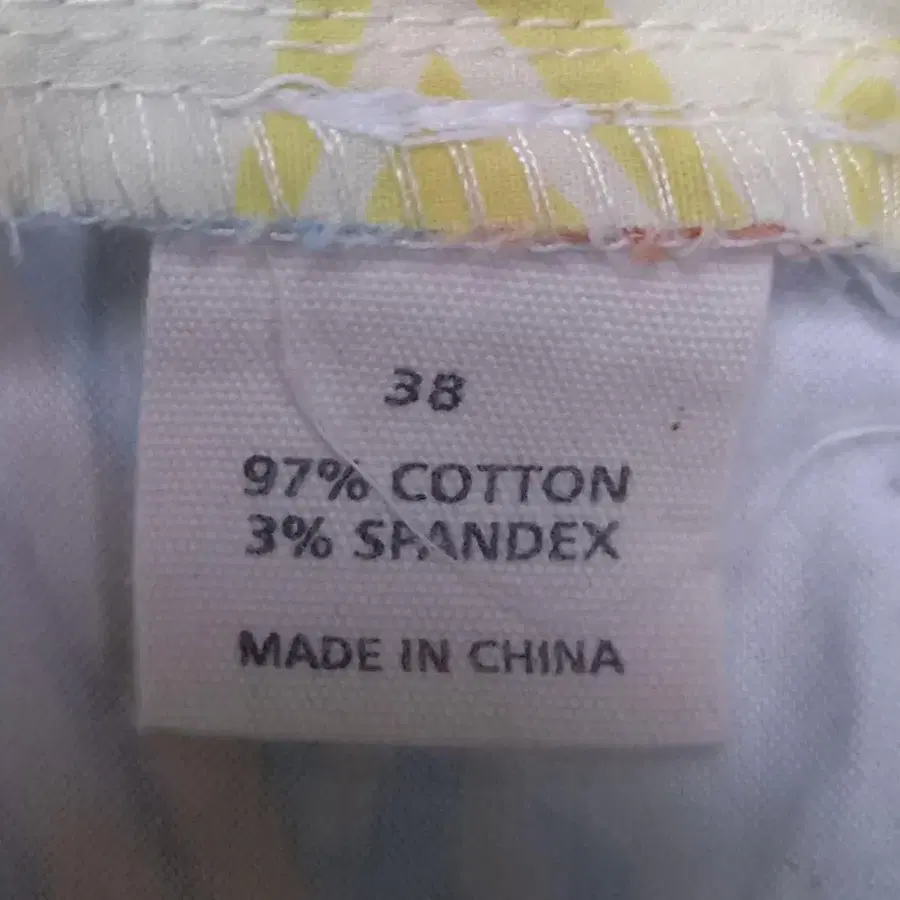 38
97% COTTON
3% SPANDEX
MADE IN CHINA